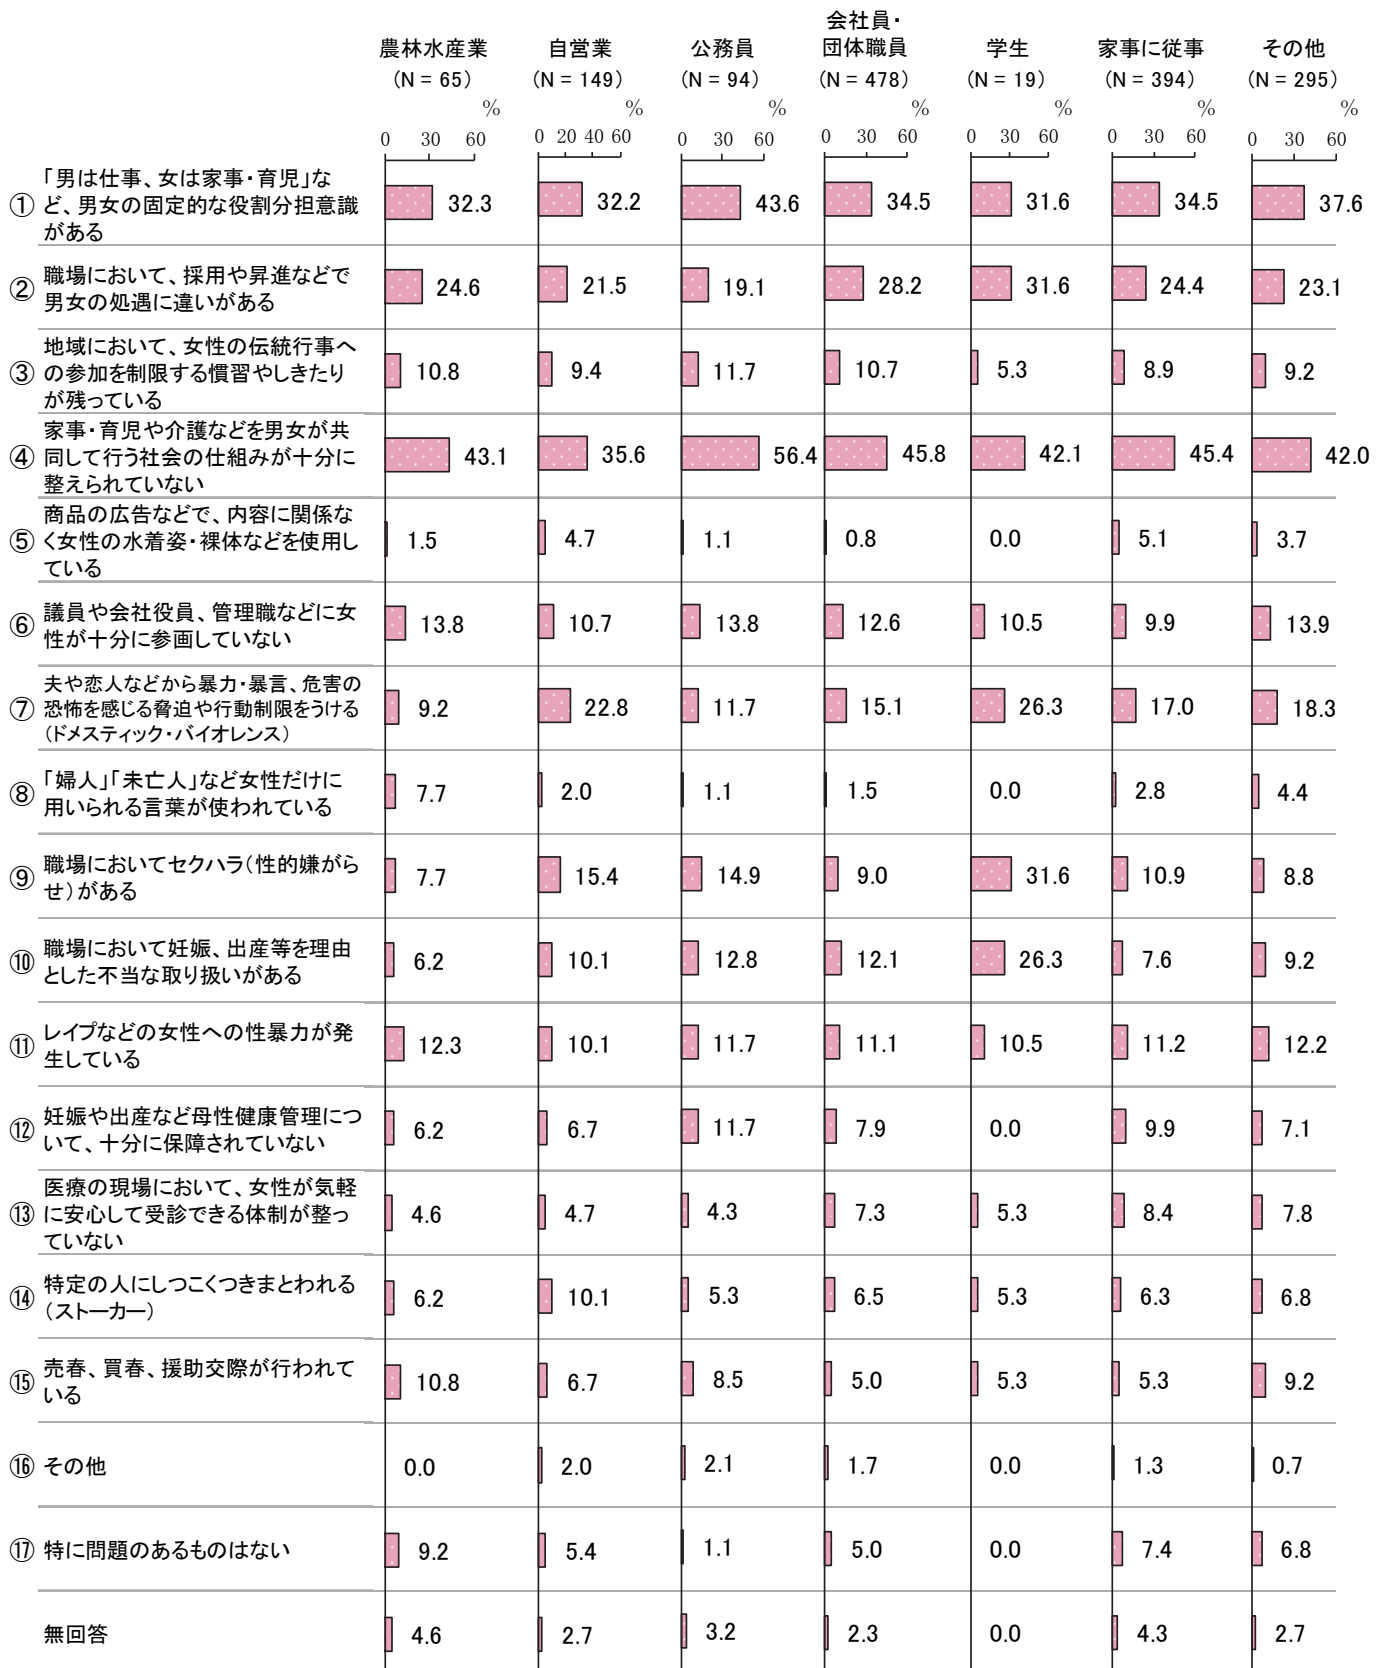 農林水産業 自営業 公務員 会社員・団体職員 学生 家事に従事 その他
（N = 65） （N = 149） （N = 94） （N = 478） （N = 19） （N = 394） （N = 295）
% % % % % % %
0 30 60 0 20 40 60 0 30 60 0 30 60 0 30 60 0 30 60 0 30 60
① 「男は仕事、女は家事・育児」な
ど、男女の固定的な役割分担意識
がある
32.3 32.2 43.6 34.5 31.6 34.5 37.6
② 職場において、採用や昇進などで
男女の処遇に違いがある
24.6 21.5 19.1 28.2 31.6 24.4 23.1
③ 地域において、女性の伝統行事へ
の参加を制限する慣習やしきたり
が残っている
10.8 9.4 11.7 10.7 5.3 8.9 9.2
④ 家事・育児や介護などを男女が共
同して行う社会の仕組みが十分に
整えられていない
43.1 35.6 56.4 45.8 42.1 45.4 42.0
⑤ 商品の広告などで、内容に関係な
く女性の水着姿・裸体などを使用し
ている
1.5 4.7 1.1 0.8 0.0 5.1 3.7
⑥ 議員や会社役員、管理職などに女
性が十分に参画していない
13.8 10.7 13.8 12.6 10.5 9.9 13.9
⑦ 夫や恋人などから暴力・暴言、危害の
恐怖を感じる脅迫や行動制限をうける
（ドメスティック・バイオレンス）
9.2 22.8 11.7 15.1 26.3 17.0 18.3
⑧ 「婦人」「未亡人」など女性だけに
用いられる言葉が使われている
7.7 2.0 1.1 1.5 0.0 2.8 4.4
⑨ 職場においてセクハラ（性的嫌がら
せ）がある
7.7 15.4 14.9 9.0 31.6 10.9 8.8
⑩ 職場において妊娠、出産等を理由
とした不当な取り扱いがある
6.2 10.1 12.8 12.1 26.3 7.6 9.2
⑪ レイプなどの女性への性暴力が発
生している
12.3 10.1 11.7 11.1 10.5 11.2 12.2
⑫ 妊娠や出産など母性健康管理につ
いて、十分に保障されていない
6.2 6.7 11.7 7.9 0.0 9.9 7.1
⑬ 医療の現場において、女性が気軽
に安心して受診できる体制が整っ
ていない
4.6 4.7 4.3 7.3 5.3 8.4 7.8
⑭ 特定の人にしつこくつきまとわれる
（ストーカー）
6.2 10.1 5.3 6.5 5.3 6.3 6.8
⑮ 売春、買春、援助交際が行われて
いる
10.8 6.7 8.5 5.0 5.3 5.3 9.2
⑯ その他
0.0 2.0 2.1 1.7 0.0 1.3 0.7
⑰ 特に問題のあるものはない
9.2 5.4 1.1 5.0 0.0 7.4 6.8
無回答
4.6 2.7 3.2 2.3 0.0 4.3 2.7